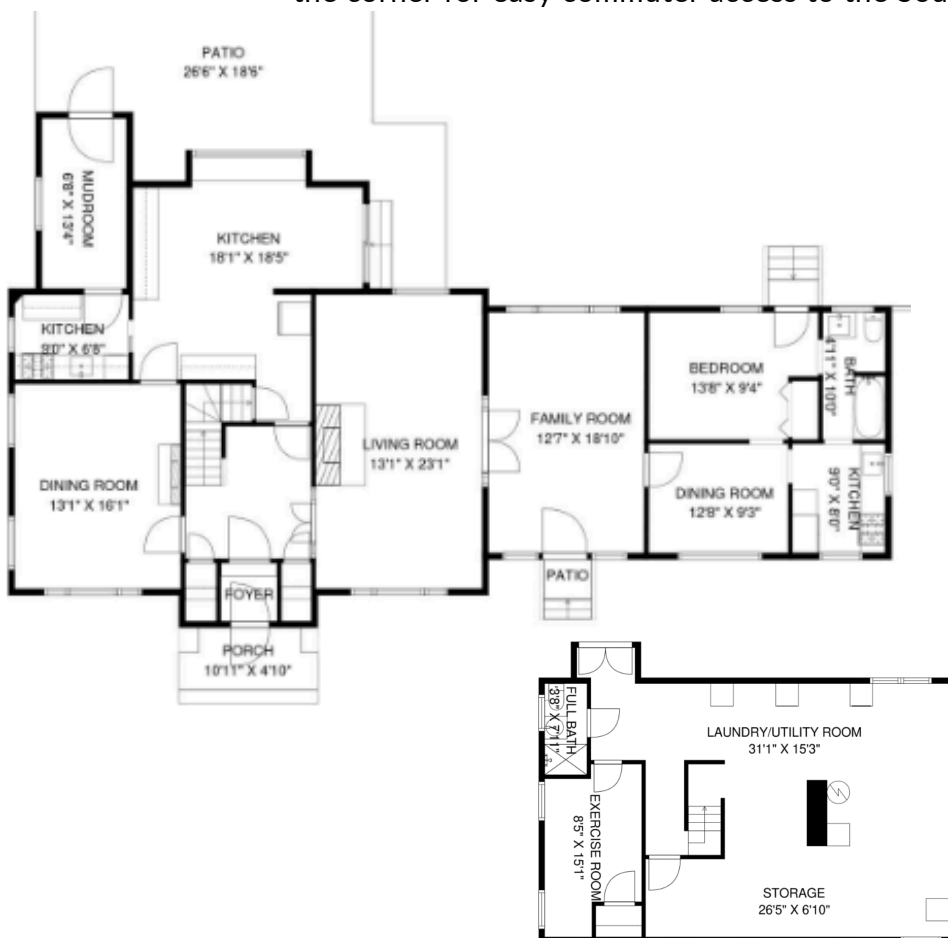 the corner for easy commuter access to the
PATIO
26'6" X 18'6"
MUDROOM
6'8" X 13'4"
KITCHEN
18'1" X 18'5"
KITCHEN
9'0" X 6'8"
BEDROOM
13'8" X 9'4"
BATH
4'11" X 10'0"
FAMILY ROOM
12'7" X 18'10"
LIVING ROOM
13'1" X 23'1"
DINING ROOM
13'1" X 16'1"
DINING ROOM
12'8" X 9'3"
KITCHEN
9'0" X 8'0"
PATIO
FOYER
PORCH
10'11" X 4'10"
FULL BATH
3'8" X 7'11"
LAUNDRY/UTILITY ROOM
31'1" X 15'3"
EXERCISE ROOM
8'5" X 15'1"
STORAGE
26'5" X 6'10"